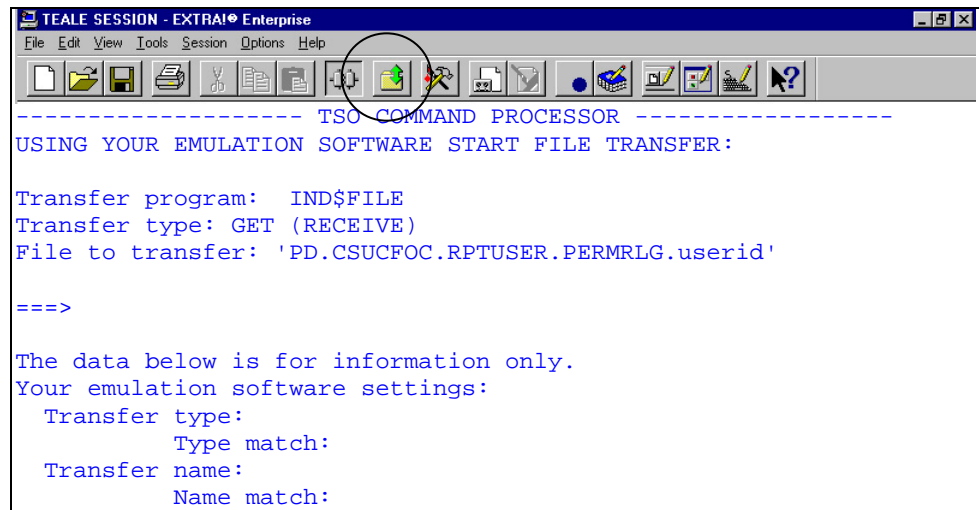 TEALE SESSION - EXTRA!® Enterprise
File Edit View Tools Session Options Help
-------------------- TSO COMMAND PROCESSOR ------------------
USING YOUR EMULATION SOFTWARE START FILE TRANSFER:
Transfer program: IND$FILE
Transfer type: GET (RECEIVE)
File to transfer: 'PD.CSUCFOC.RPTUSER.PERMRLG.userid'
===>
The data below is for information only.
Your emulation software settings:
Transfer type:
Type match:
Transfer name:
Name match: